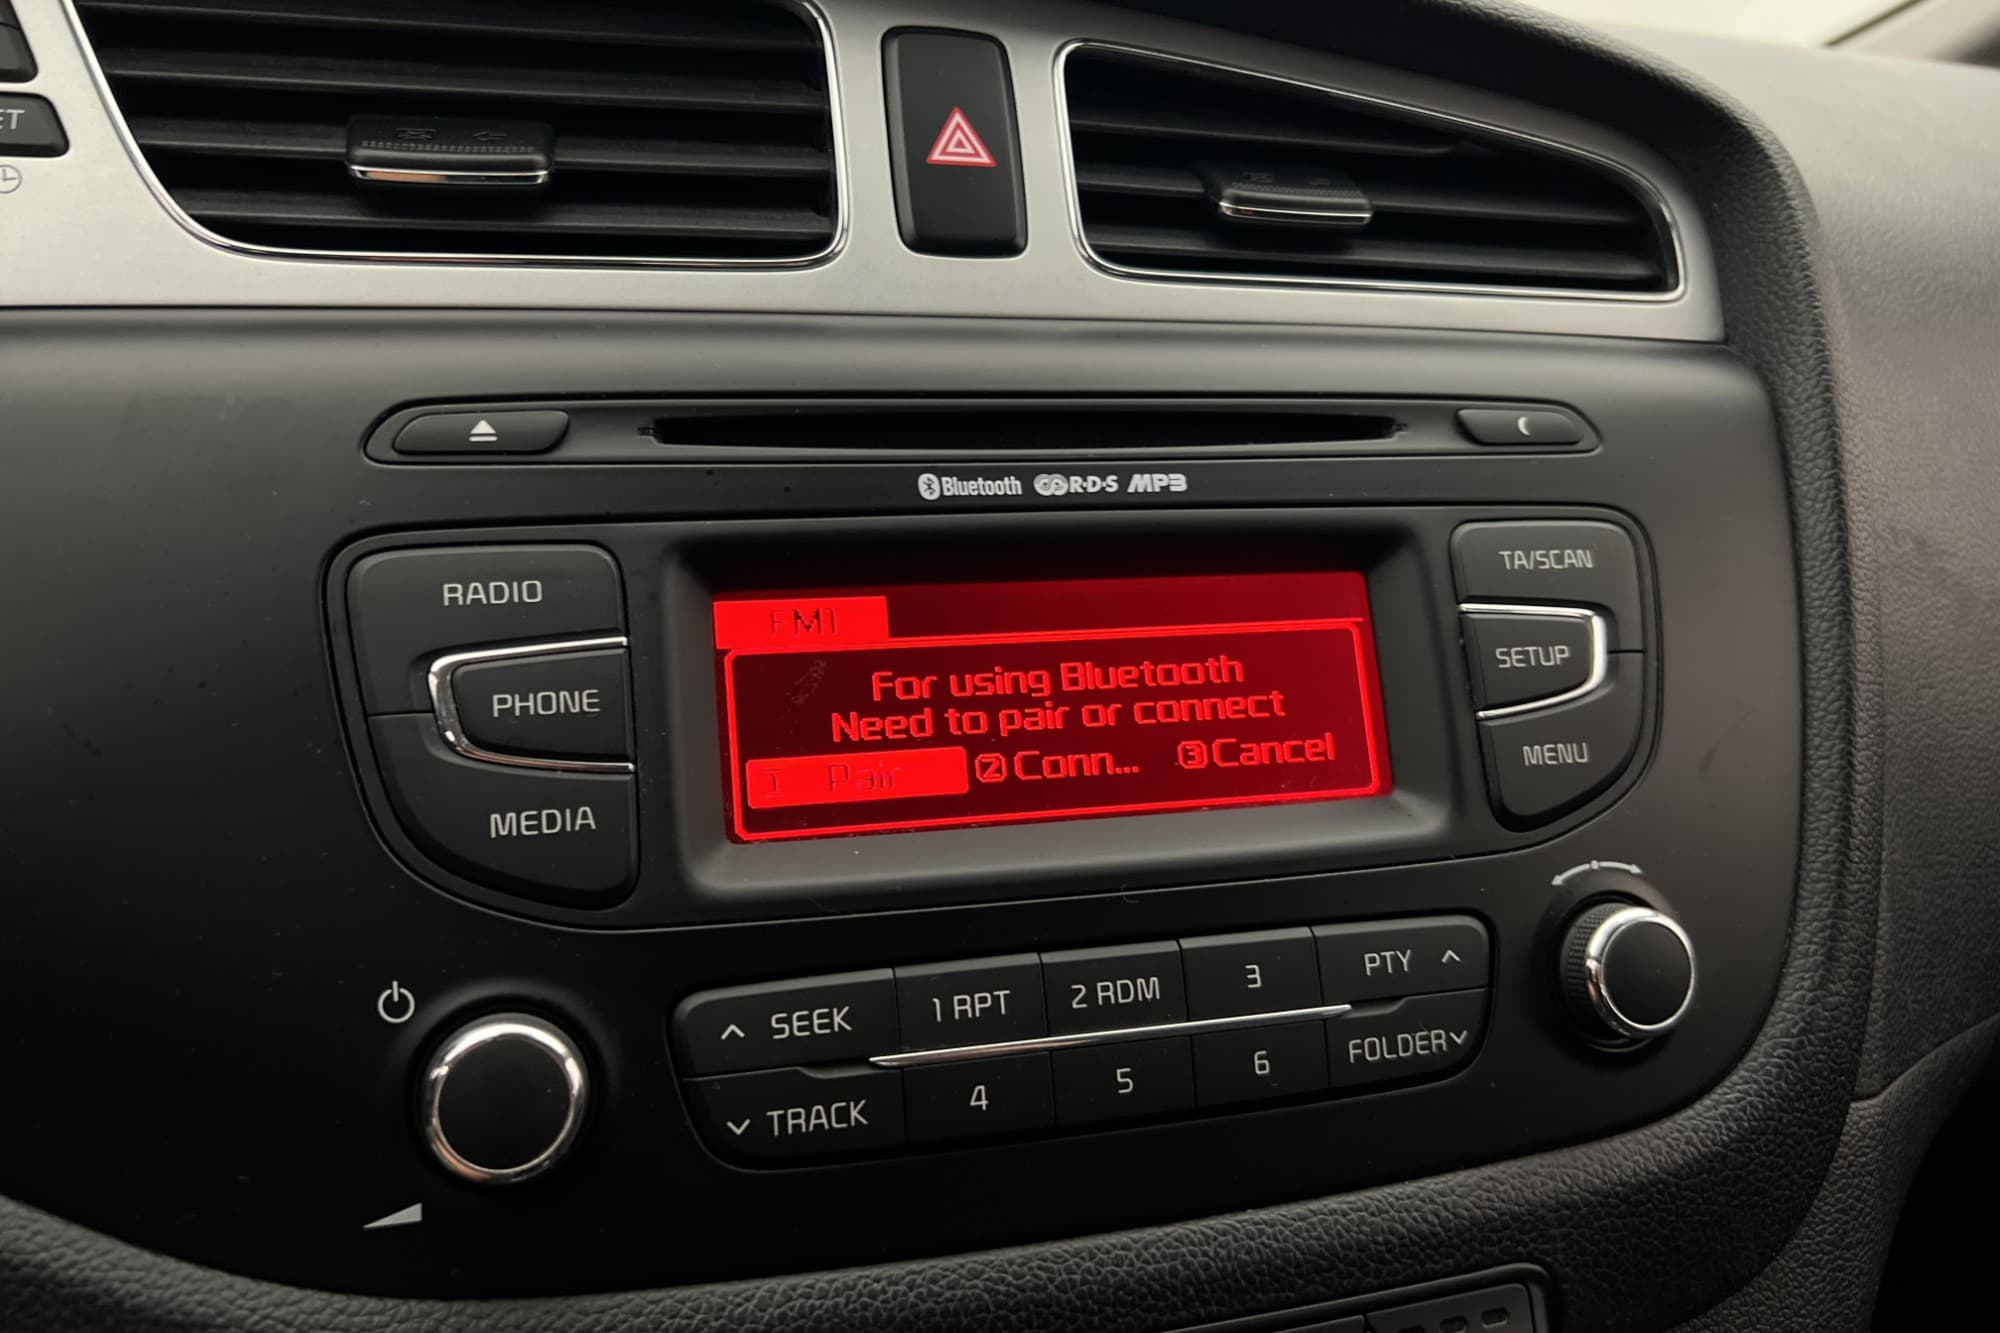 ET
Bluetooth R·D·S MP3
RADIO
PHONE
MEDIA
FM1
For using Bluetooth
Need to pair or connect
1 Pair 2 Conn... 3 Cancel
TA/SCAN
SETUP
MENU
SEEK 1 RPT 2 RDM 3 PTY
TRACK 4 5 6 FOLDER